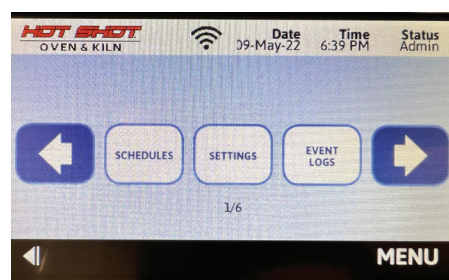 HOT SHOT
OVEN & KILN
Date
09-May-22
Time
6:39 PM
Status
Admin
SCHEDULES
SETTINGS
EVENT
LOGS
1/6
MENU